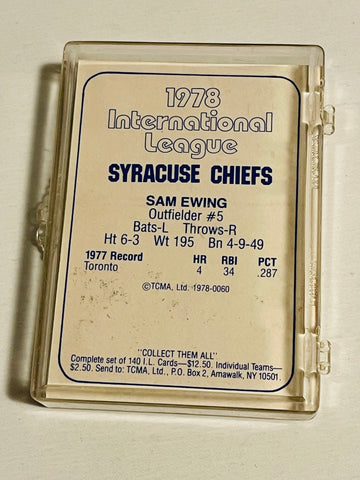 1978
International
League
SYRACUSE CHIEFS
SAM EWING
Outfielder #5
Bats-L Throws-R
Ht 6-3 Wt 195 Bn 4-9-49
1977 Record HR RBI PCT
Toronto 4 34 .287
©TCMA, Ltd. 1978-0060
"COLLECT THEM ALL"
Complete set of 140 I.L. Cards—$12.50. Individual Teams—
$2.50. Send to: TCMA, Ltd., P.O. Box 2, Amawalk, NY 10501.